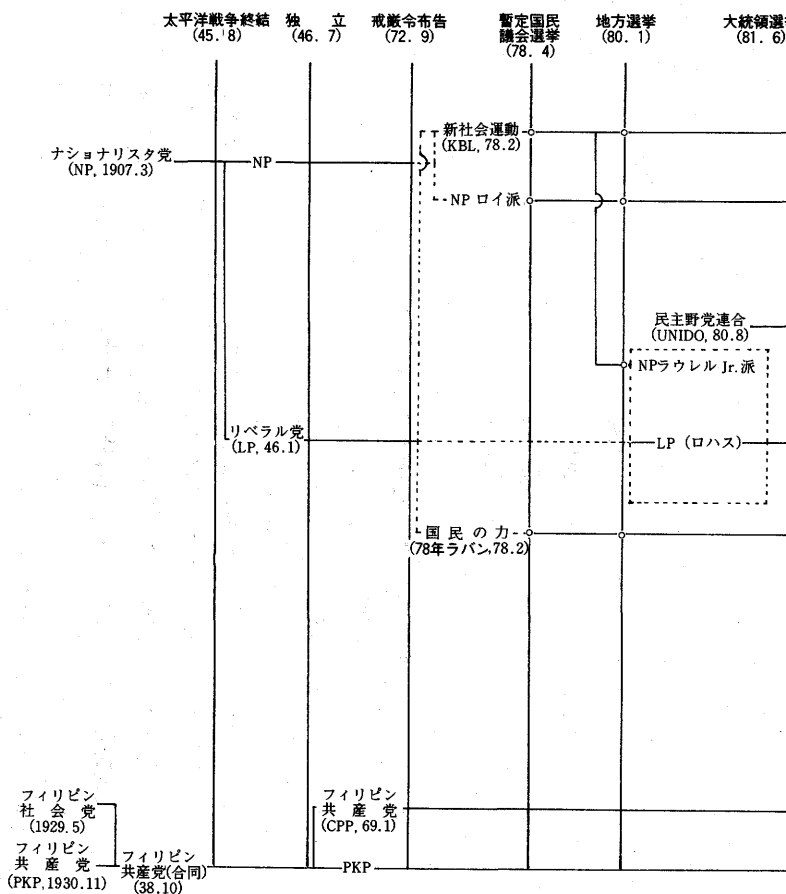 太平洋戦争終結
(45. 8)
独　立
(46. 7)
戒厳令布告
(72. 9)
暫定国民
議会選挙
(78. 4)
地方選挙
(80. 1)
大統領選
(81. 6)
新社会運動
(KBL, 78.2)
ナショナリスタ党
(NP, 1907.3)
NP
NP ロイ派
民主野党連合
(UNIDO, 80.8)
NPラウレル Jr.派
リベラル党
(LP, 46.1)
LP（ロハス）
国民の力
(78年ラバン,78.2)
フィリピン
社会党
(1929.5)
フィリピン
共産党
(CPP, 69.1)
フィリピン
共産党
(PKP,1930.11)
フィリピン
共産党(合同)
(38.10)
PKP